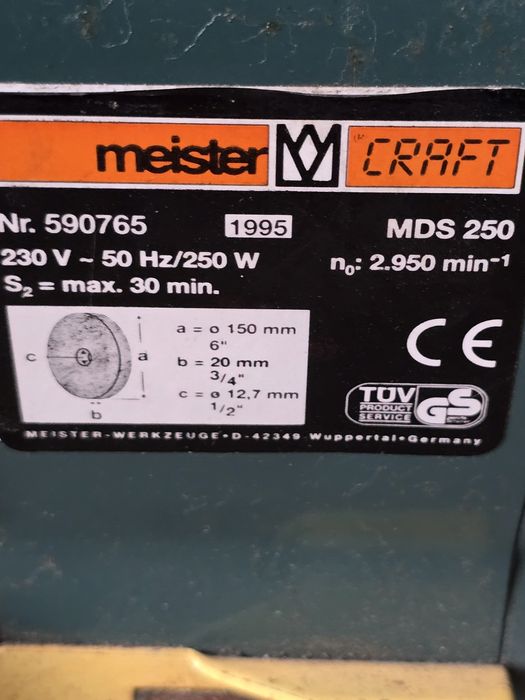 meister CRAFT
Nr. 590765 1995 MDS 250
230 V ~ 50 Hz/250 W n₀: 2.950 min⁻¹
S₂ = max. 30 min.
a = ø 150 mm
6"
b = 20 mm
3/4"
c = ø 12,7 mm
1/2"
c
a
b
CE
TÜV
PRODUCT
SERVICE
GS
MEISTER-WERKZEUGE•D-42349 Wuppertal•Germany